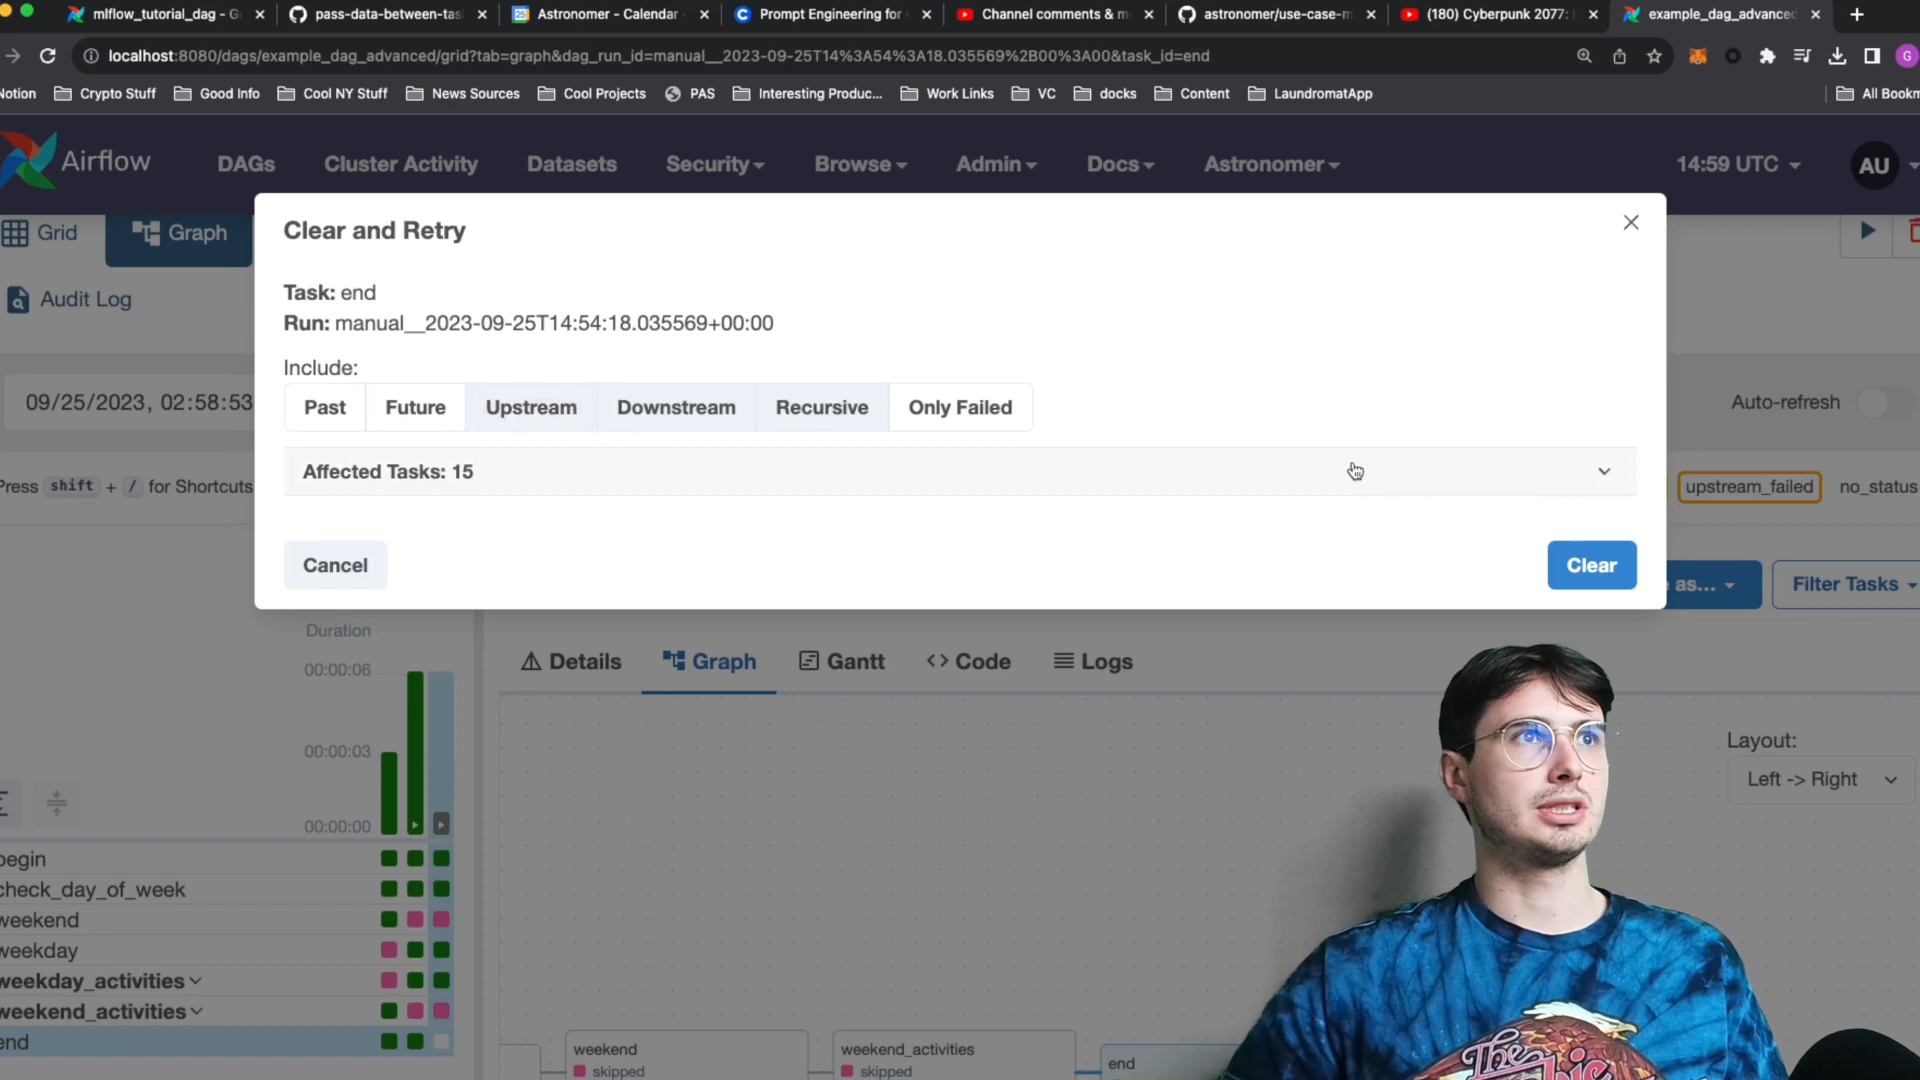 mlflow_tutorial_dag - G
pass-data-between-tas
Astronomer - Calendar
Prompt Engineering for
Channel comments & m
astronomer/use-case-m
(180) Cyberpunk 2077:
example_dag_advanced
localhost:8080/dags/example_dag_advanced/grid?tab=graph&dag_run_id=manual__2023-09-25T14%3A54%3A18.035569%2B00%3A00&task_id=end
G
Notion
Crypto Stuff
Good Info
Cool NY Stuff
News Sources
Cool Projects
PAS
Interesting Produc...
Work Links
VC
docks
Content
LaundromatApp
All Bookm
Airflow
DAGs
Cluster Activity
Datasets
Security
Browse
Admin
Docs
Astronomer
14:59 UTC
AU
Grid
Graph
Audit Log
Clear and Retry
Task: end
Run: manual__2023-09-25T14:54:18.035569+00:00
Include:
Past
Future
Upstream
Downstream
Recursive
Only Failed
09/25/2023, 02:58:53
Auto-refresh
Affected Tasks: 15
Press shift + / for Shortcuts
upstream_failed
no_status
Cancel
Clear
as...
Filter Tasks
Duration
00:00:06
00:00:03
00:00:00
Details
Graph
Gantt
Code
Logs
Layout:
Left -> Right
begin
check_day_of_week
weekend
weekday
weekday_activities
weekend_activities
end
weekend
skipped
weekend_activities
skipped
end
The